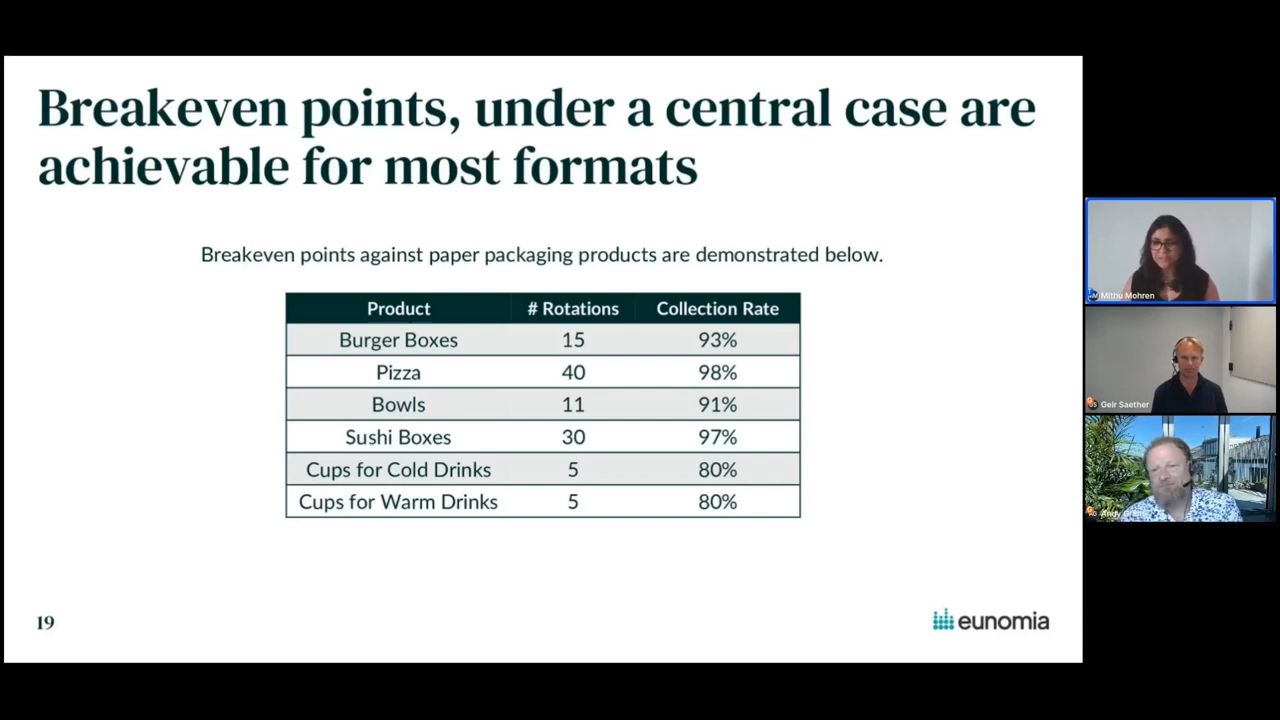 Breakeven points, under a central case are
achievable for most formats
Breakeven points against paper packaging products are demonstrated below.
Product # Rotations Collection Rate
Burger Boxes 15 93%
Pizza 40 98%
Bowls 11 91%
Sushi Boxes 30 97%
Cups for Cold Drinks 5 80%
Cups for Warm Drinks 5 80%
19
eunomia
Mithu Mohren
Geir Saether
Andy